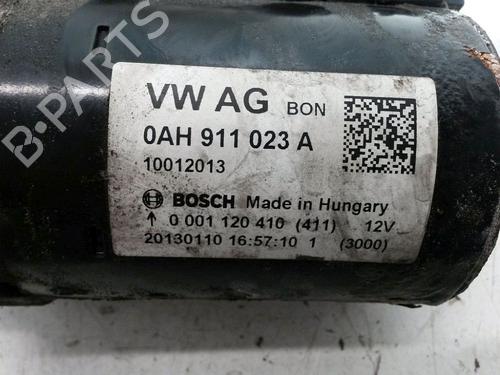 B-PARTS
VW AG BON
0AH 911 023 A
10012013
BOSCH Made in Hungary
↑ 0 001 120 410 (411) 12V
20130110 16:57:10 1 (3000)
B-PARTS